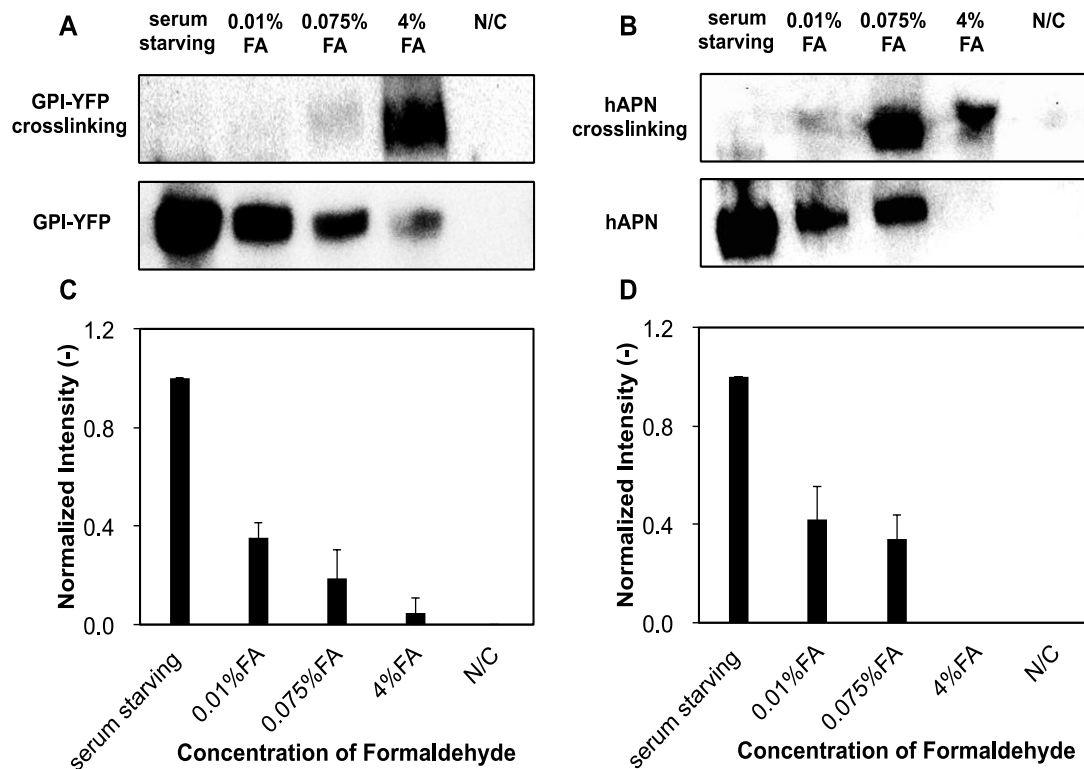 A
serum starving
0.01% FA
0.075% FA
4% FA
N/C
GPI-YFP crosslinking
GPI-YFP
B
serum starving
0.01% FA
0.075% FA
4% FA
N/C
hAPN crosslinking
hAPN
C
Normalized Intensity (-)
1.2
0.8
0.4
0.0
serum starving
0.01%FA
0.075%FA
4%FA
N/C
Concentration of Formaldehyde
D
Normalized Intensity (-)
1.2
0.8
0.4
0.0
serum starving
0.01%FA
0.075%FA
4%FA
N/C
Concentration of Formaldehyde